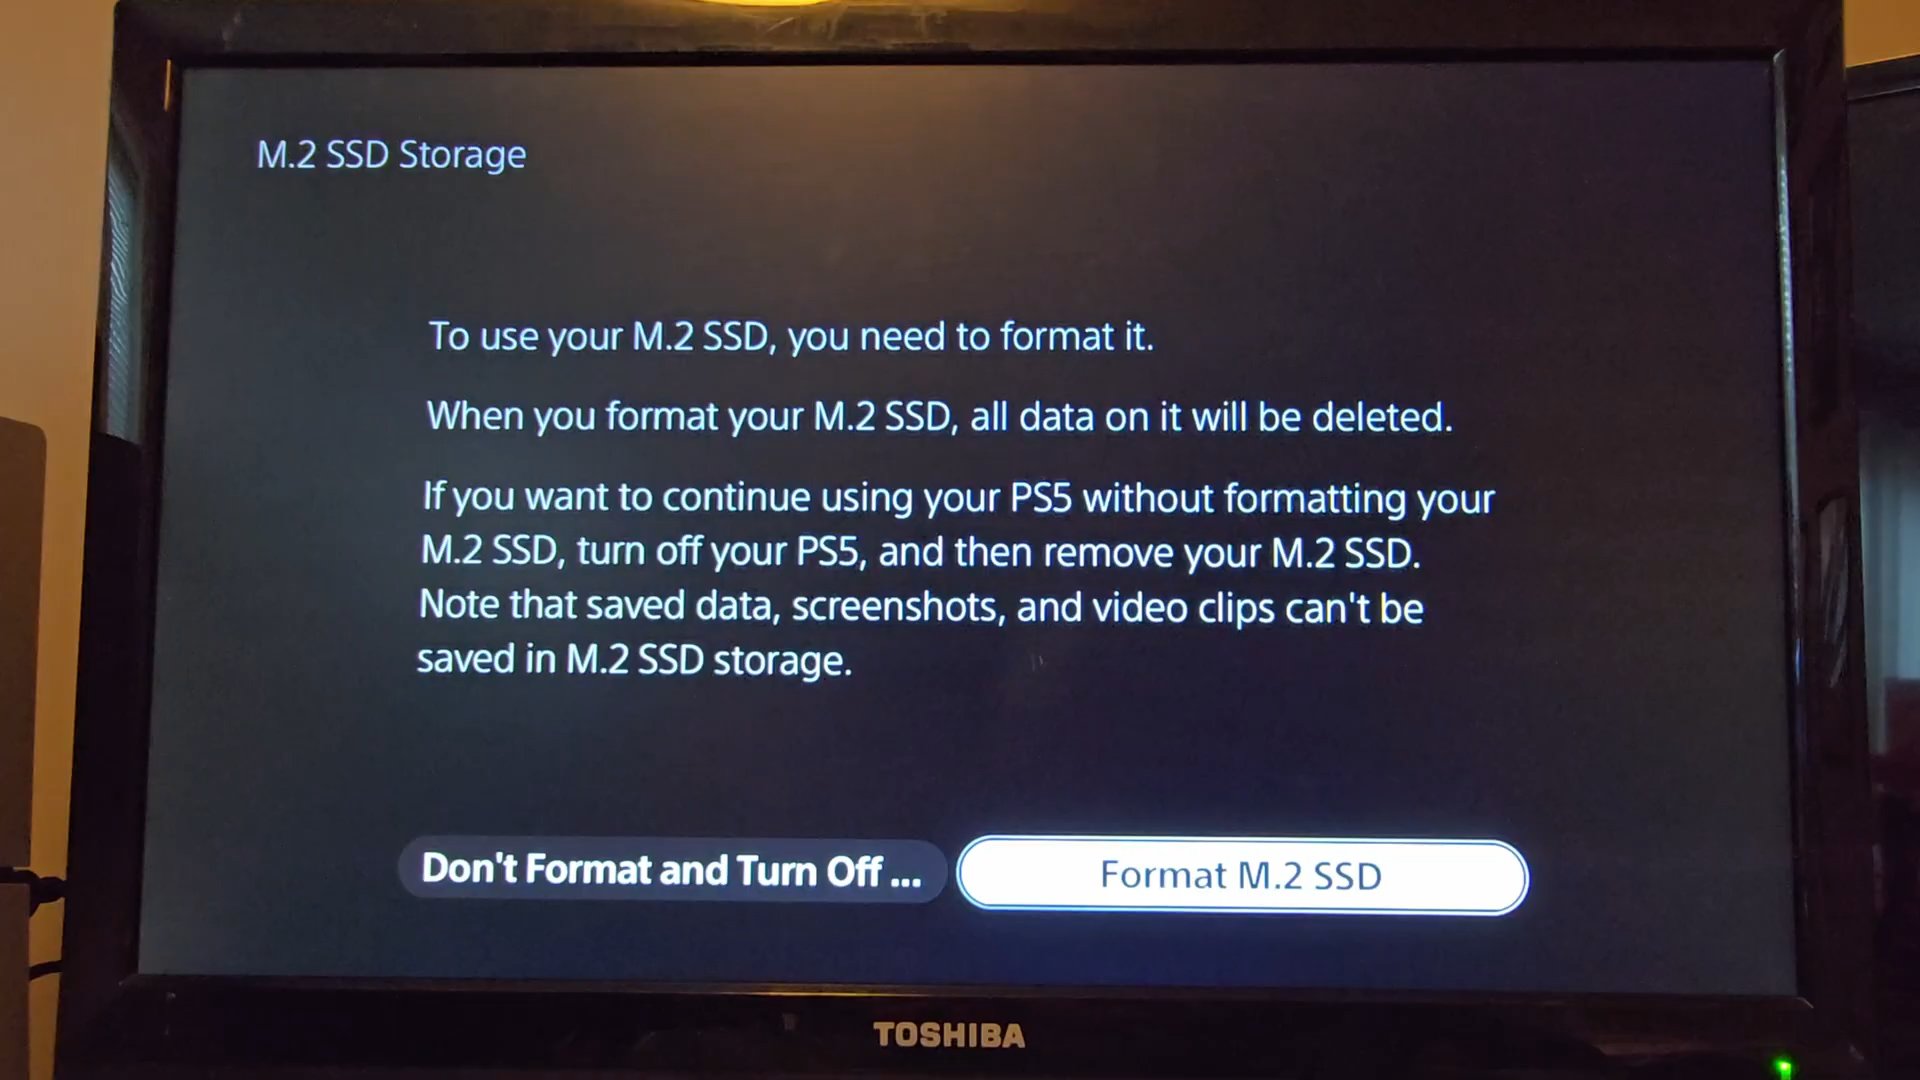 M.2 SSD Storage
To use your M.2 SSD, you need to format it.
When you format your M.2 SSD, all data on it will be deleted.
If you want to continue using your PS5 without formatting your
M.2 SSD, turn off your PS5, and then remove your M.2 SSD.
Note that saved data, screenshots, and video clips can't be
saved in M.2 SSD storage.
Don't Format and Turn Off ...
Format M.2 SSD
TOSHIBA